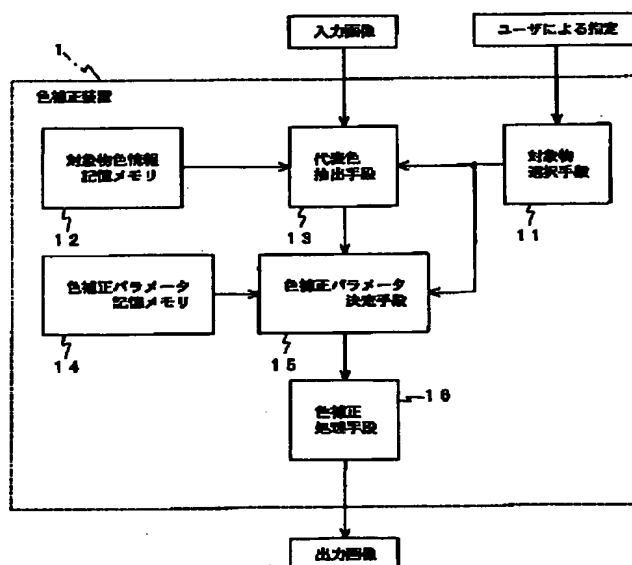 入力画像
ユーザによる指定
1
色補正装置
対象物色情報
記憶メモリ
代表色
抽出手段
対象物
選択手段
12
13
11
色補正パラメータ
記憶メモリ
色補正パラメータ
決定手段
14
15
16
色補正
処理手段
出力画像